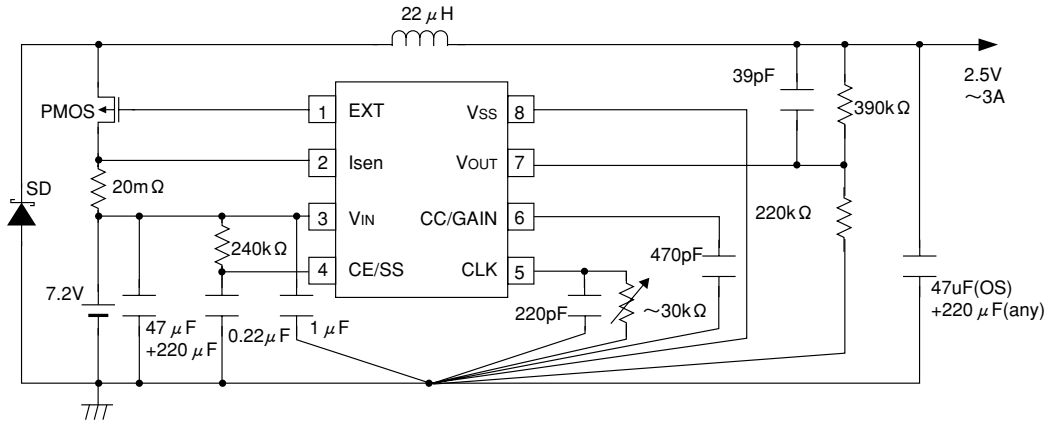 22 μH
39pF
2.5V
～3A
PMOS
1 EXT
Vss 8
390kΩ
2 Isen
VOUT 7
SD
20mΩ
3 VIN
CC/GAIN 6
220kΩ
240kΩ
4 CE/SS
CLK 5
470pF
7.2V
47 μF
+220 μF
0.22μF
1 μF
220pF
～30kΩ
47uF(OS)
+220 μF(any)